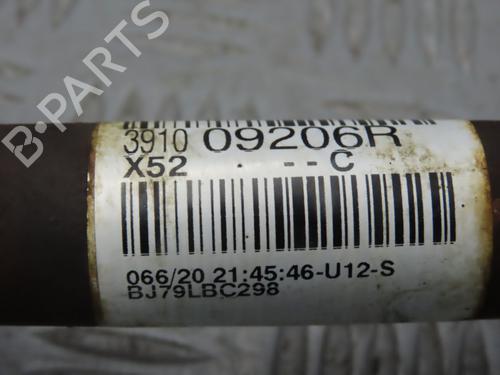 3910 09206R
X52 . - - C
066/20 21:45:46-U12-S
BJ79LBC298
B-PARTS